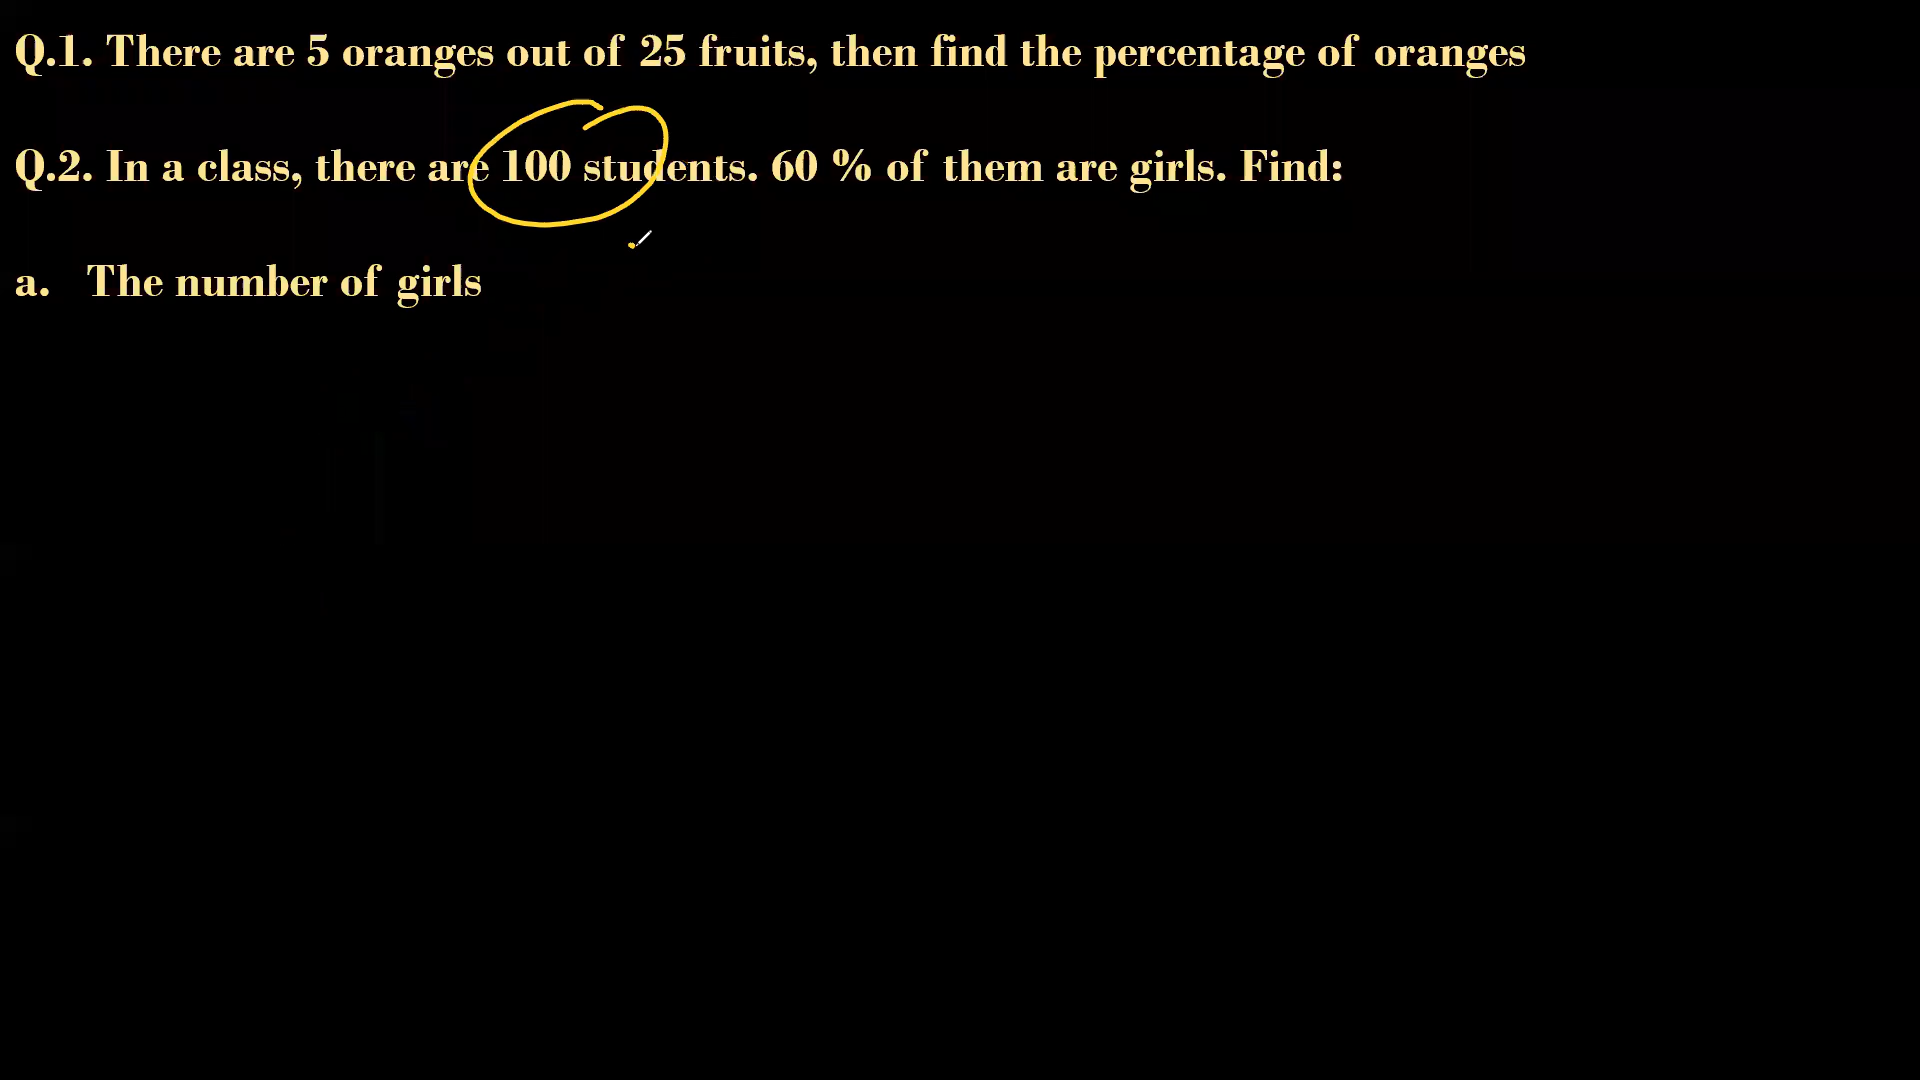 Q.1. There are 5 oranges out of 25 fruits, then find the percentage of oranges
Q.2. In a class, there are 100 students. 60 % of them are girls. Find:
a. The number of girls